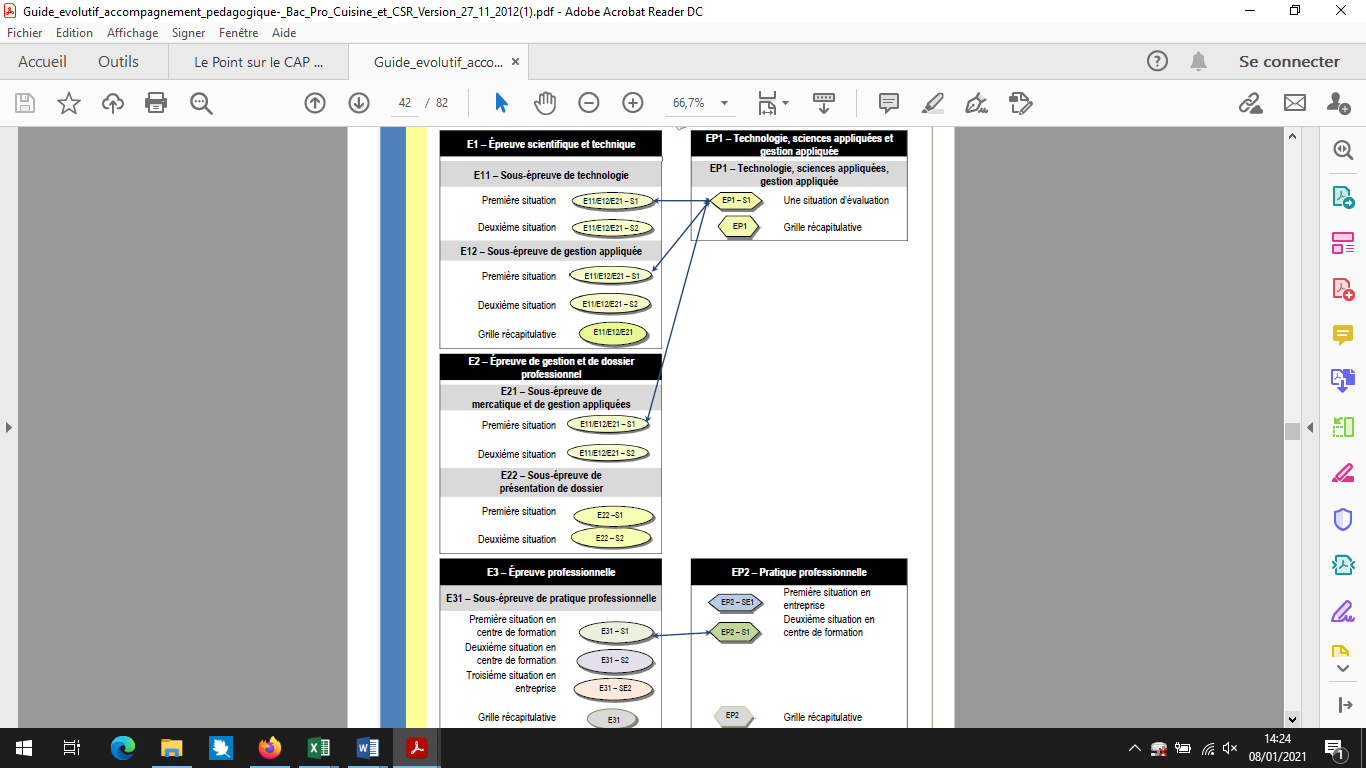 Guide_evolutif_accompagnement_pedagogique-_Bac_Pro_Cuisine_et_CSR_Version_27_11_2012(1).pdf - Adobe Acrobat Reader DC
Fichier Edition Affichage Signer Fenêtre Aide
Accueil Outils Le Point sur le CAP ... Guide_evolutif_acco... × Se connecter
42 / 82 66,7%
E1 – Épreuve scientifique et technique
E11 – Sous-épreuve de technologie
Première situation E11/E12/E21 – S1
Deuxième situation E11/E12/E21 – S2
E12 – Sous-épreuve de gestion appliquée
Première situation E11/E12/E21 – S1
Deuxième situation E11/E12/E21 – S2
Grille récapitulative E11/E12/E21
EP1 – Technologie, sciences appliquées et
gestion appliquée
EP1 – Technologie, sciences appliquées,
gestion appliquée
EP1 – S1 Une situation d'évaluation
EP1 Grille récapitulative
E2 – Épreuve de gestion et de dossier
professionnel
E21 – Sous-épreuve de
mercatique et de gestion appliquées
Première situation E11/E12/E21 – S1
Deuxième situation E11/E12/E21 – S2
E22 – Sous-épreuve de
présentation de dossier
Première situation E22 –S1
Deuxième situation E22 – S2
E3 – Épreuve professionnelle
E31 – Sous-épreuve de pratique professionnelle
Première situation en
centre de formation E31 – S1
Deuxième situation en
centre de formation E31 – S2
Troisième situation en
entreprise E31 – SE2
Grille récapitulative E31
EP2 – Pratique professionnelle
EP2 – SE1 Première situation en
entreprise
EP2 – S1 Deuxième situation en
centre de formation
EP2 Grille récapitulative
14:24
08/01/2021
1